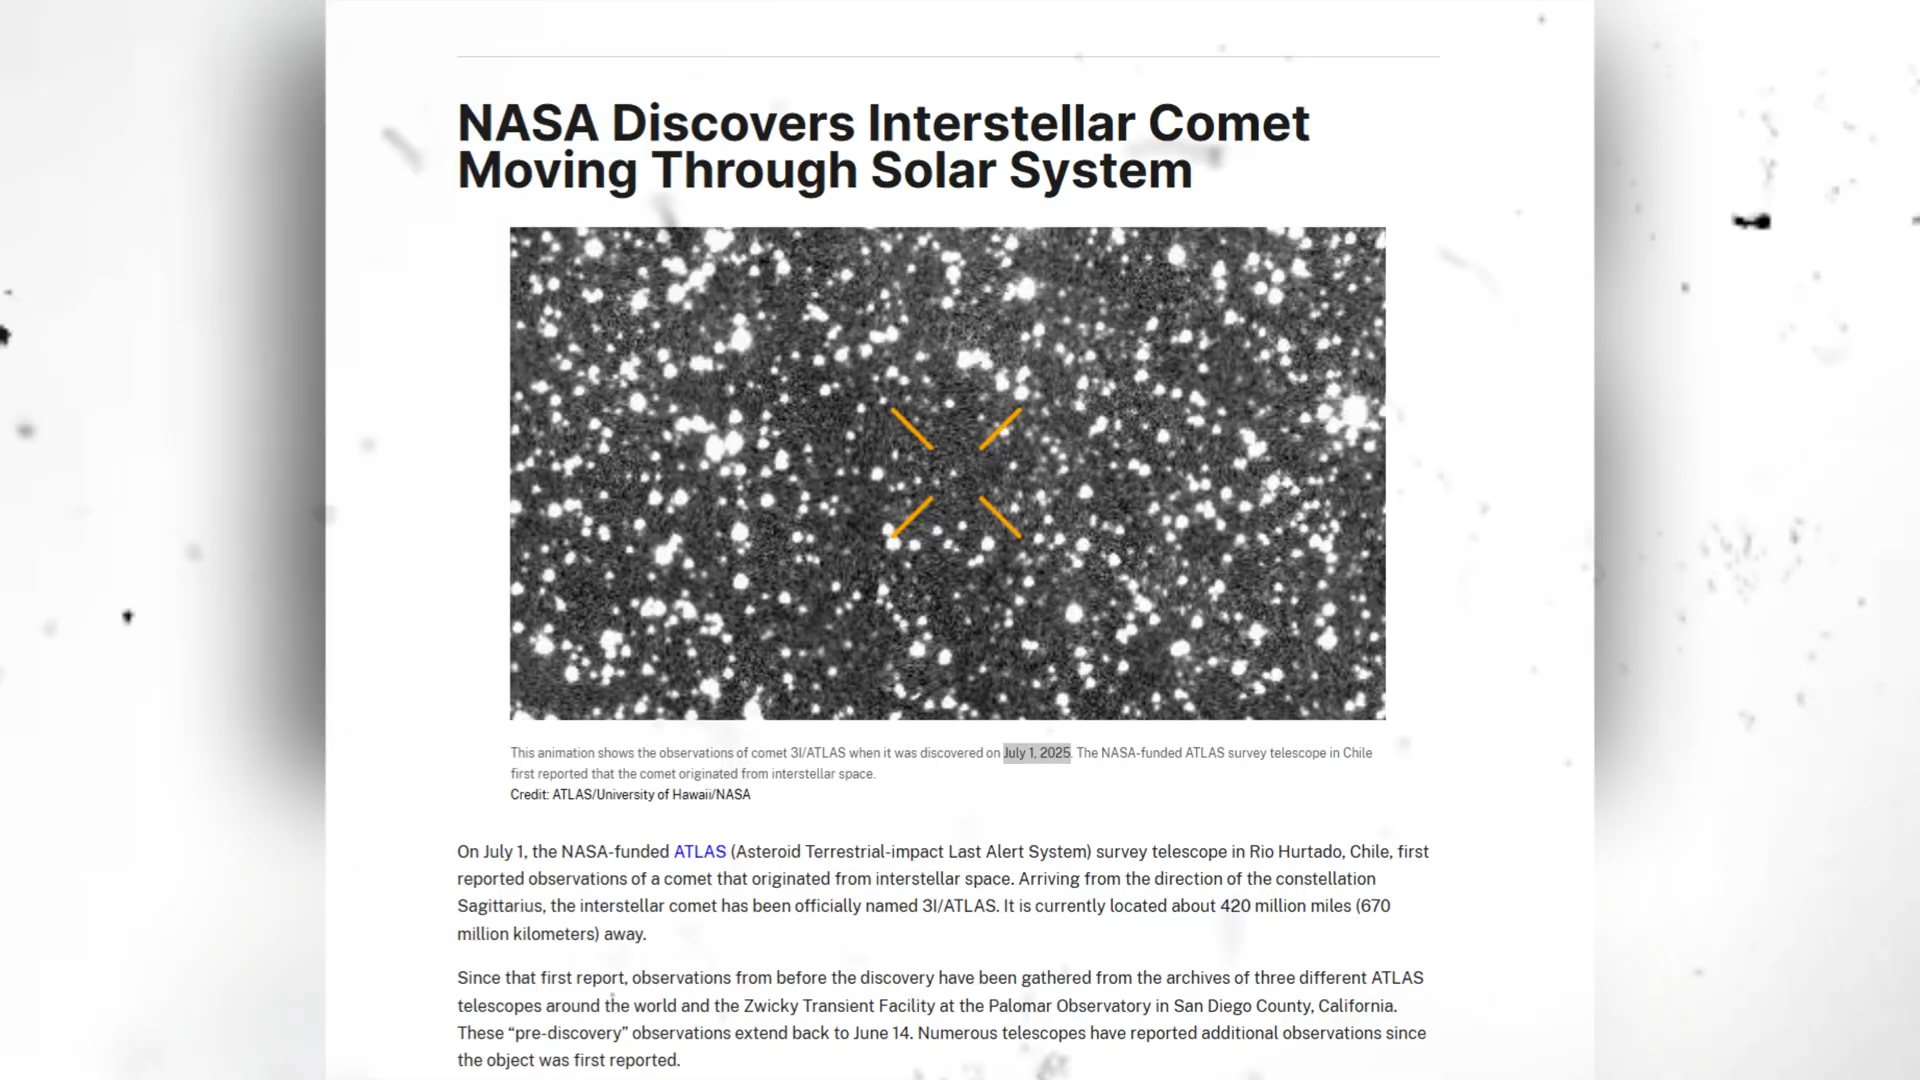 NASA Discovers Interstellar Comet
Moving Through Solar System
This animation shows the observations of comet 3I/ATLAS when it was discovered on July 1, 2025. The NASA-funded ATLAS survey telescope in Chile
first reported that the comet originated from interstellar space.
Credit: ATLAS/University of Hawaii/NASA
On July 1, the NASA-funded ATLAS (Asteroid Terrestrial-impact Last Alert System) survey telescope in Rio Hurtado, Chile, first
reported observations of a comet that originated from interstellar space. Arriving from the direction of the constellation
Sagittarius, the interstellar comet has been officially named 3I/ATLAS. It is currently located about 420 million miles (670
million kilometers) away.
Since that first report, observations from before the discovery have been gathered from the archives of three different ATLAS
telescopes around the world and the Zwicky Transient Facility at the Palomar Observatory in San Diego County, California.
These “pre-discovery” observations extend back to June 14. Numerous telescopes have reported additional observations since
the object was first reported.